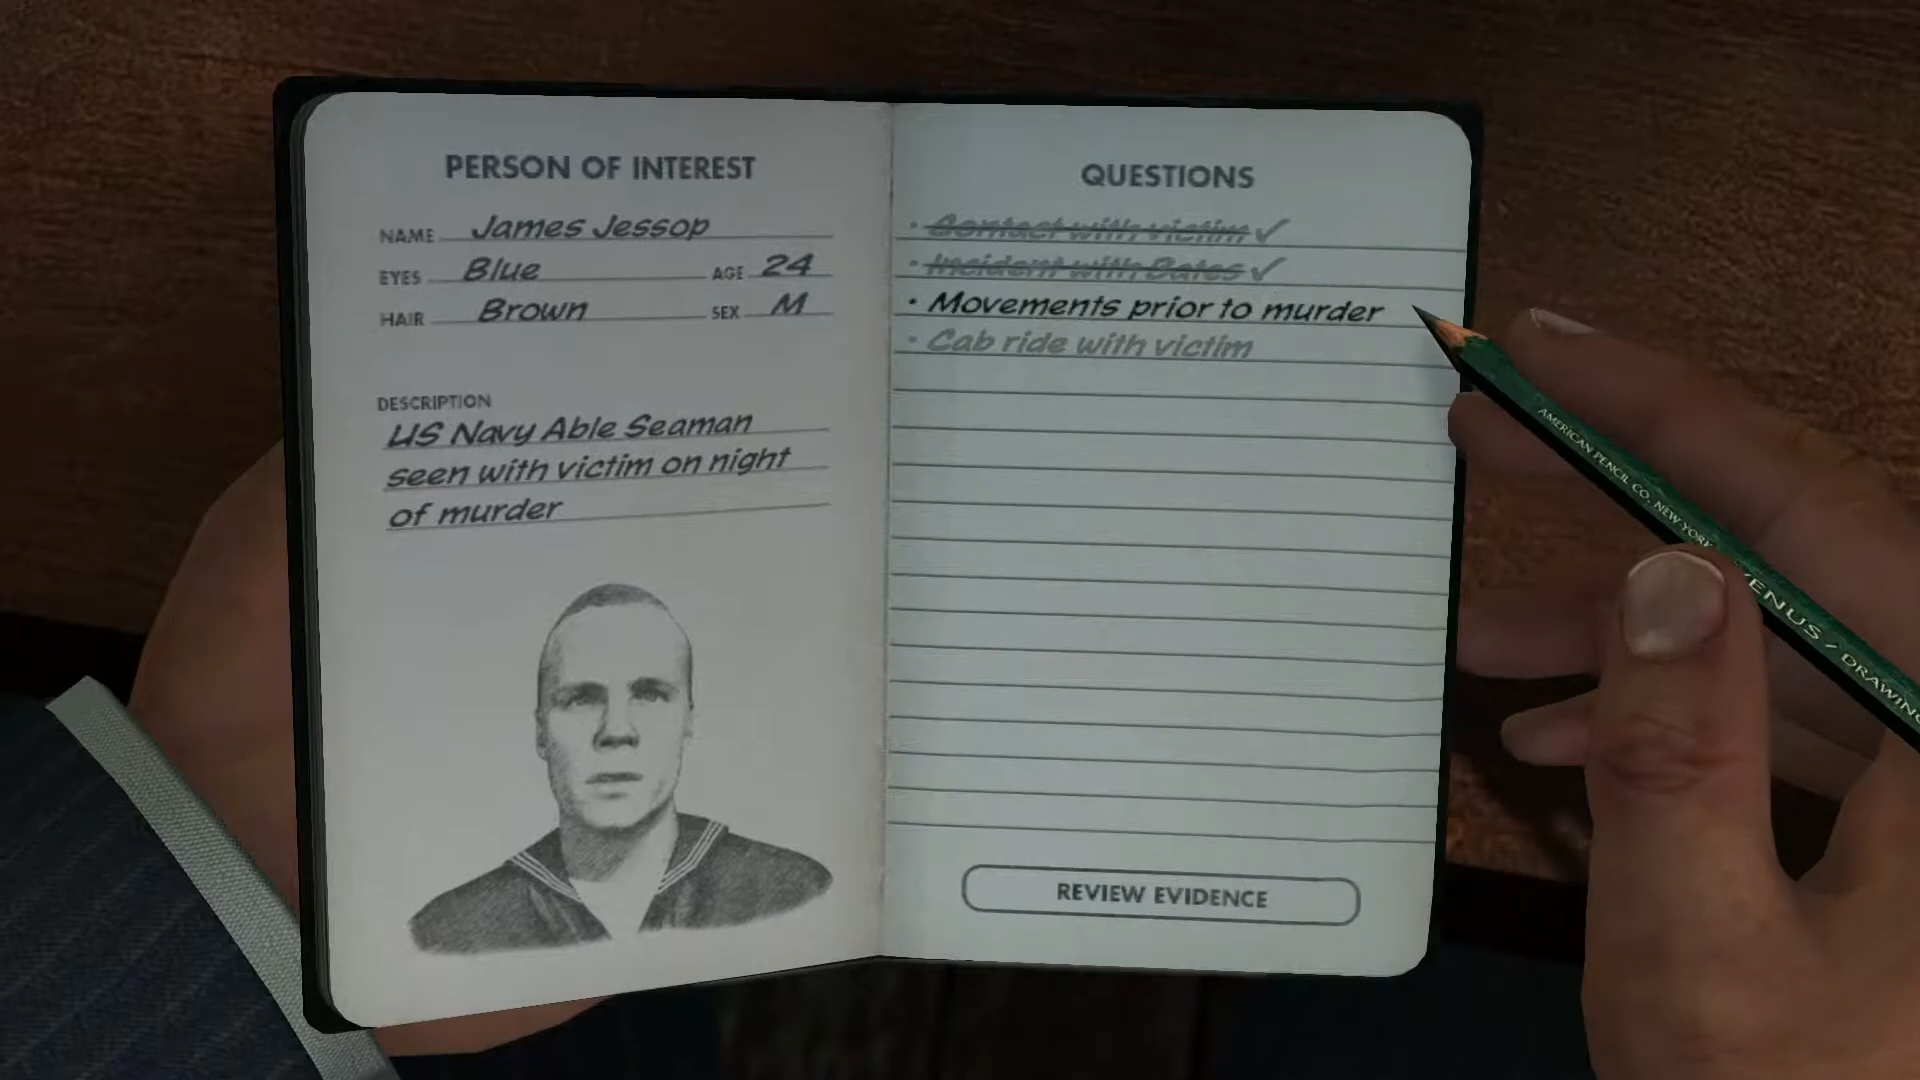 PERSON OF INTEREST
NAME James Jessop
EYES Blue AGE 24
HAIR Brown SEX M
DESCRIPTION
US Navy Able Seaman
seen with victim on night
of murder
QUESTIONS
• Contact with victim ✓
• Incident with Bates ✓
• Movements prior to murder
• Cab ride with victim
REVIEW EVIDENCE
AMERICAN PENCIL CO. NEW YORK VENUS / DRAWING